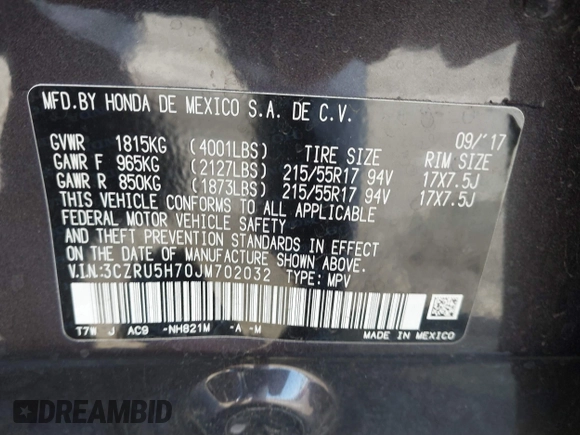 MFD.BY HONDA DE MEXICO S.A. DE C.V.
09/'17
GVWR 1815KG (4001LBS) TIRE SIZE RIM SIZE
GAWR F 965KG (2127LBS) 215/55R17 94V 17X7.5J
GAWR R 850KG (1873LBS) 215/55R17 94V 17X7.5J
THIS VEHICLE CONFORMS TO ALL APPLICABLE
FEDERAL MOTOR VEHICLE SAFETY
AND THEFT PREVENTION STANDARDS IN EFFECT
ON THE DATE OF MANUFACTURE SHOWN ABOVE.
V.I.N.:3CZRU5H70JM702032 TYPE: MPV
T7W J AC9 -NH821M -A -M
MADE IN MEXICO
DREAMBID